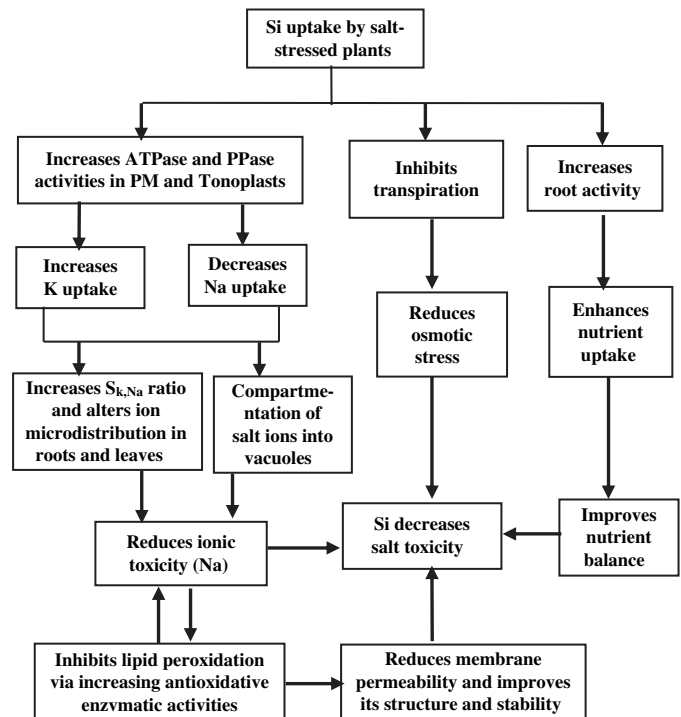 Si uptake by salt-
stressed plants
Increases ATPase and PPase
activities in PM and Tonoplasts
Inhibits
transpiration
Increases
root activity
Increases
K uptake
Decreases
Na uptake
Reduces
osmotic
stress
Enhances
nutrient
uptake
Increases Sk,Na ratio
and alters ion
microdistribution in
roots and leaves
Compartme-
ntation of
salt ions into
vacuoles
Reduces ionic
toxicity (Na)
Si decreases
salt toxicity
Improves
nutrient
balance
Inhibits lipid peroxidation
via increasing antioxidative
enzymatic activities
Reduces membrane
permeability and improves
its structure and stability